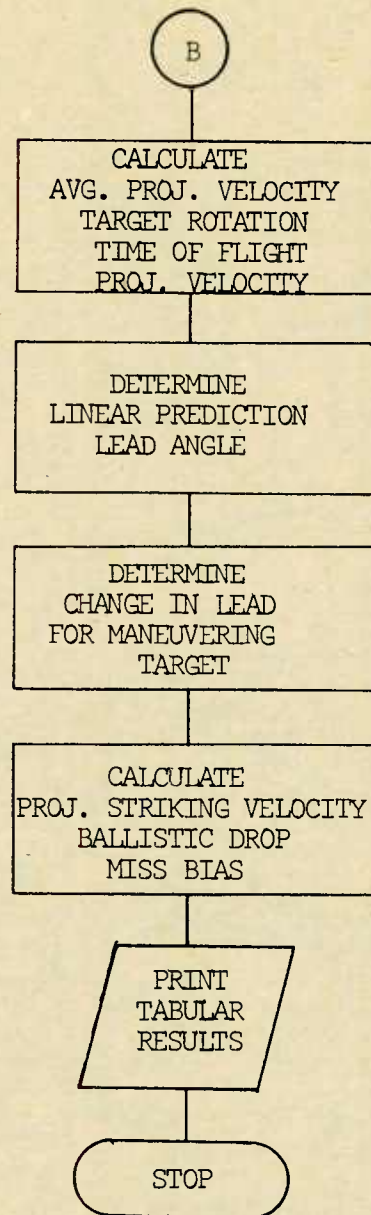 B
CALCULATE
AVG. PROJ. VELOCITY
TARGET ROTATION
TIME OF FLIGHT
PROJ. VELOCITY
DETERMINE
LINEAR PREDICTION
LEAD ANGLE
DETERMINE
CHANGE IN LEAD
FOR MANEUVERING
TARGET
CALCULATE
PROJ. STRIKING VELOCITY
BALLISTIC DROP
MISS BIAS
PRINT
TABULAR
RESULTS
STOP